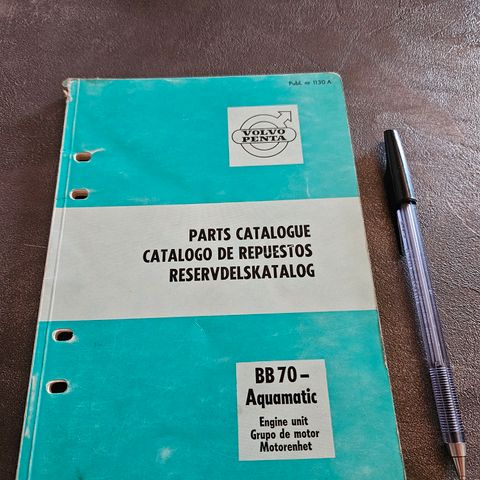 Publ. nr 1130 A
VOLVO
PENTA
PARTS CATALOGUE
CATALOGO DE REPUESTOS
RESERVDELSKATALOG
BB 70 –
Aquamatic
Engine unit
Grupo de motor
Motorenhet